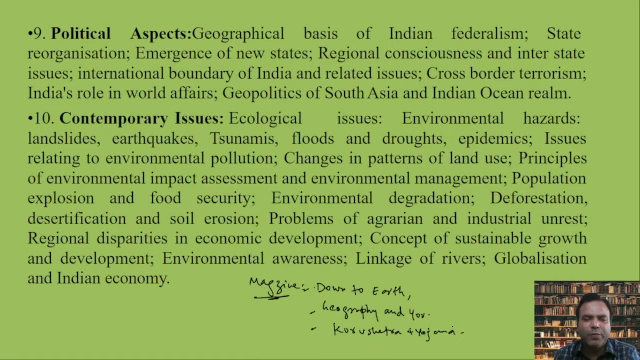 •9. Political Aspects:Geographical basis of Indian federalism; State
reorganisation; Emergence of new states; Regional consciousness and inter state
issues; international boundary of India and related issues; Cross border terrorism;
India's role in world affairs; Geopolitics of South Asia and Indian Ocean realm.
•10. Contemporary Issues: Ecological issues: Environmental hazards:
landslides, earthquakes, Tsunamis, floods and droughts, epidemics; Issues
relating to environmental pollution; Changes in patterns of land use; Principles
of environmental impact assessment and environmental management; Population
explosion and food security; Environmental degradation; Deforestation,
desertification and soil erosion; Problems of agrarian and industrial unrest;
Regional disparities in economic development; Concept of sustainable growth
and development; Environmental awareness; Linkage of rivers; Globalisation
and Indian economy.
Magzine:- Down to Earth,
- Geography and you.
- Kurushetra + Yojana.